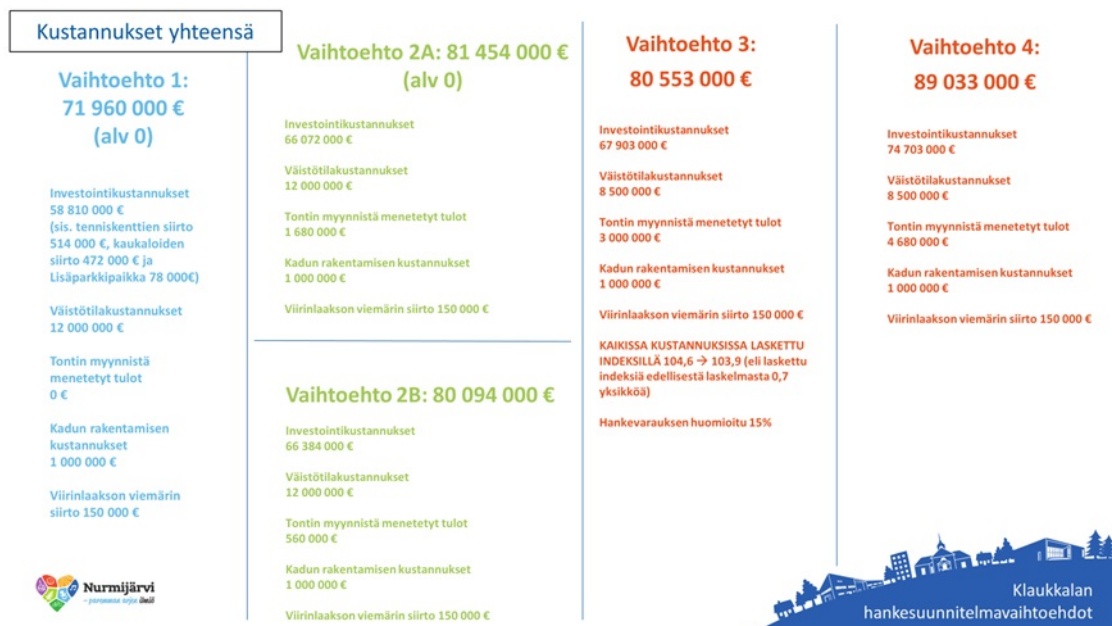 Kustannukset yhteensä
Vaihtoehto 1:
71 960 000 €
(alv 0)
Investointikustannukset
58 810 000 €
(sis. tenniskenttien siirto
514 000 €, kaukaloiden
siirto 472 000 € ja
Lisäparkkipaikka 78 000€)
Väistötilakustannukset
12 000 000 €
Tontin myynnistä
menetetyt tulot
0 €
Kadun rakentamisen
kustannukset
1 000 000 €
Viirinlaakson viemärin
siirto 150 000 €
Vaihtoehto 2A: 81 454 000 €
(alv 0)
Investointikustannukset
66 072 000 €
Väistötilakustannukset
12 000 000 €
Tontin myynnistä menetetyt tulot
1 680 000 €
Kadun rakentamisen kustannukset
1 000 000 €
Viirinlaakson viemärin siirto 150 000 €
Vaihtoehto 2B: 80 094 000 €
Investointikustannukset
66 384 000 €
Väistötilakustannukset
12 000 000 €
Tontin myynnistä menetetyt tulot
560 000 €
Kadun rakentamisen kustannukset
1 000 000 €
Viirinlaakson viemärin siirto 150 000 €
Vaihtoehto 3:
80 553 000 €
Investointikustannukset
67 903 000 €
Väistötilakustannukset
8 500 000 €
Tontin myynnistä menetetyt tulot
3 000 000 €
Kadun rakentamisen kustannukset
1 000 000 €
Viirinlaakson viemärin siirto 150 000 €
KAIKISSA KUSTANNUKSISSA LASKETTU
INDEKSILLÄ 104,6 → 103,9 (eli laskettu
indeksiä edellisestä laskelmasta 0,7
yksikköä)
Hankevarauksen huomioitu 15%
Vaihtoehto 4:
89 033 000 €
Investointikustannukset
74 703 000 €
Väistötilakustannukset
8 500 000 €
Tontin myynnistä menetetyt tulot
4 680 000 €
Kadun rakentamisen kustannukset
1 000 000 €
Viirinlaakson viemärin siirto 150 000 €
Nurmijärvi
– paremman arjen ilmiö
Klaukkalan
hankesuunnitelmavaihtoehdot